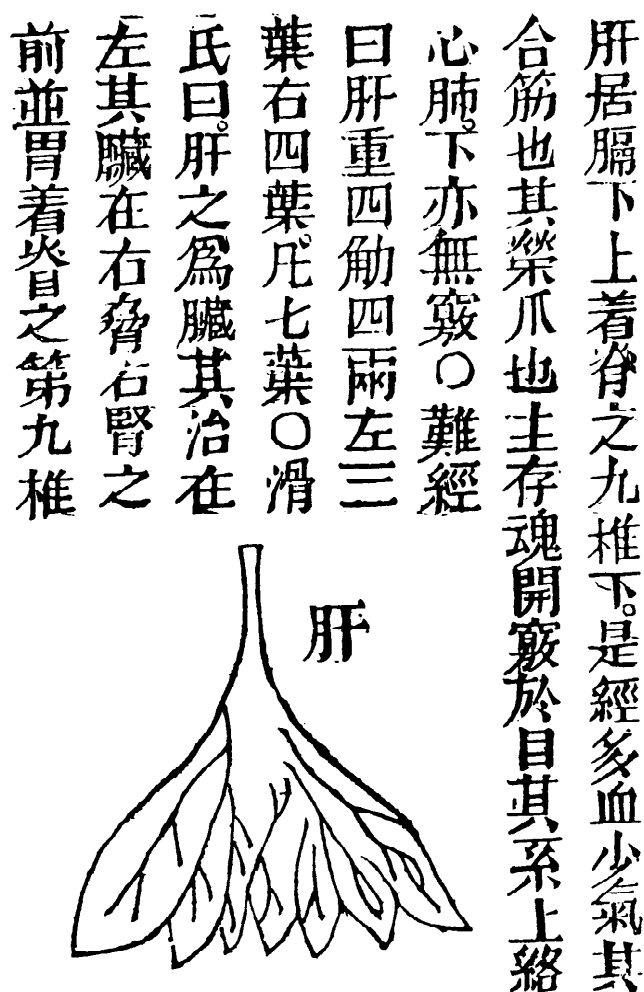 肝居膈下上着脊之九椎下。是經多血少氣其
合筋也其榮爪也主存魂開竅於目其系上絡
心肺。下亦無竅〇難經
曰肝重四觔四兩左三
葉右四葉。凡七葉〇滑
氏曰。肝之爲臟其治在
左其臟在右脅右腎之
前並胃着脊之第九椎
肝